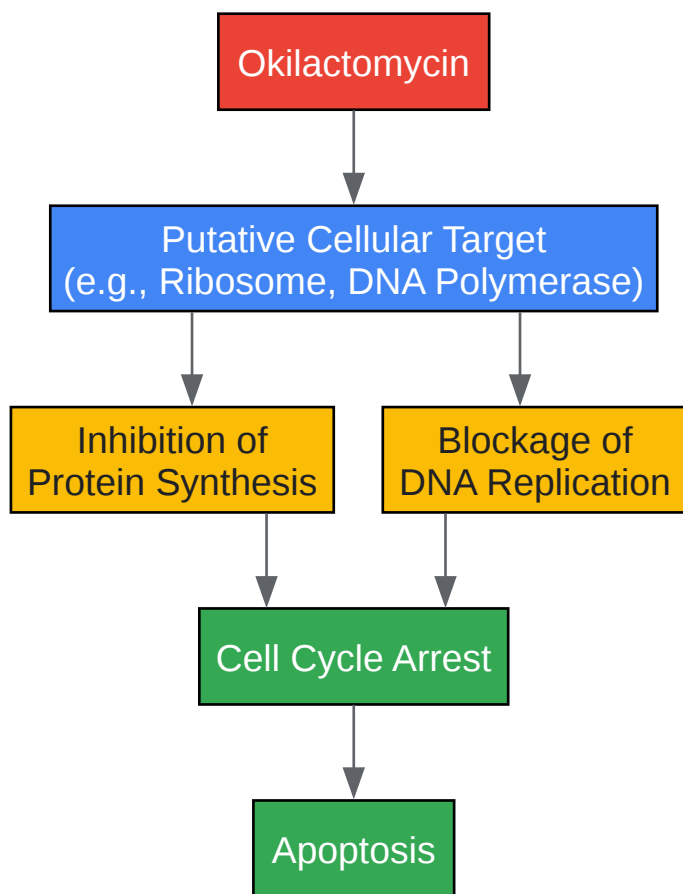 Okilactomycin
Putative Cellular Target
(e.g., Ribosome, DNA Polymerase)
Inhibition of
Protein Synthesis
Blockage of
DNA Replication
Cell Cycle Arrest
Apoptosis